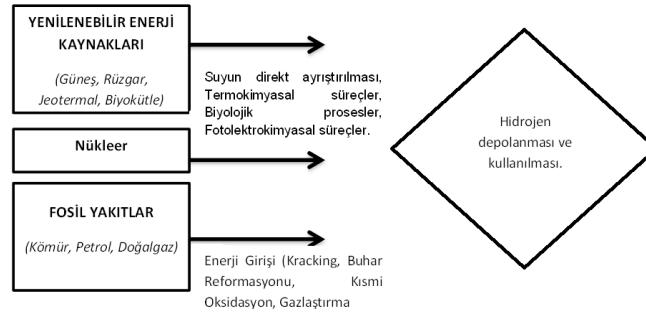 YENİLENEBİLİR ENERJİ
KAYNAKLARI
(Güneş, Rüzgar,
Jeotermal, Biyokütle)
Suyun direkt ayrıştırılması,
Termokimyasal süreçler,
Biyolojik prosesler,
Fotolektrokimyasal süreçler.
Nükleer
FOSİL YAKITLAR
(Kömür, Petrol, Doğalgaz)
Enerji Girişi (Kracking, Buhar
Reformasyonu, Kısmi
Oksidasyon, Gazlaştırma
Hidrojen
depolanması ve
kullanılması.